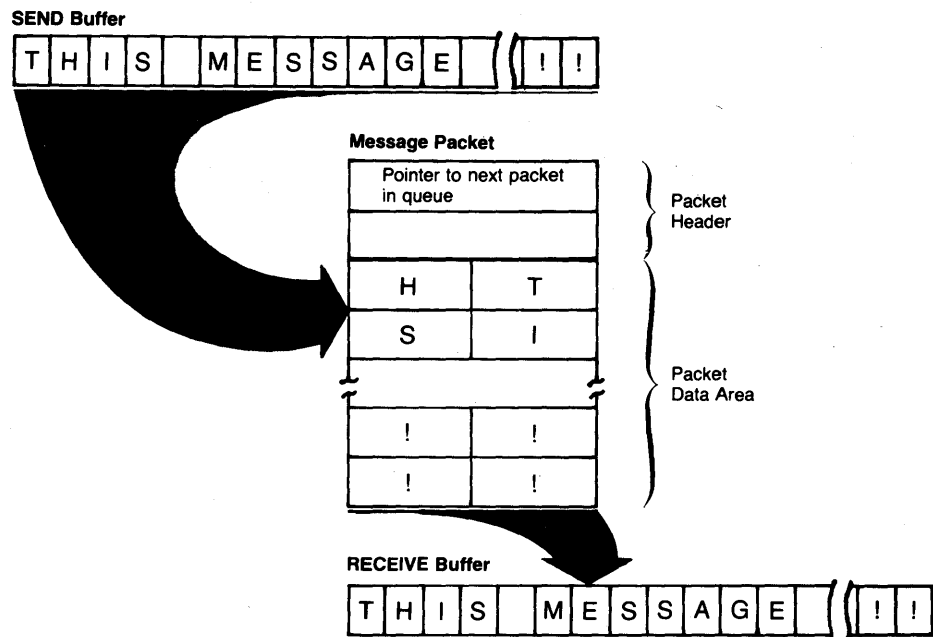 SEND Buffer
T H I S M E S S A G E ! !
Message Packet
Pointer to next packet
in queue
Packet
Header
H T
S I
Packet
Data Area
! !
! !
RECEIVE Buffer
T H I S M E S S A G E ! !